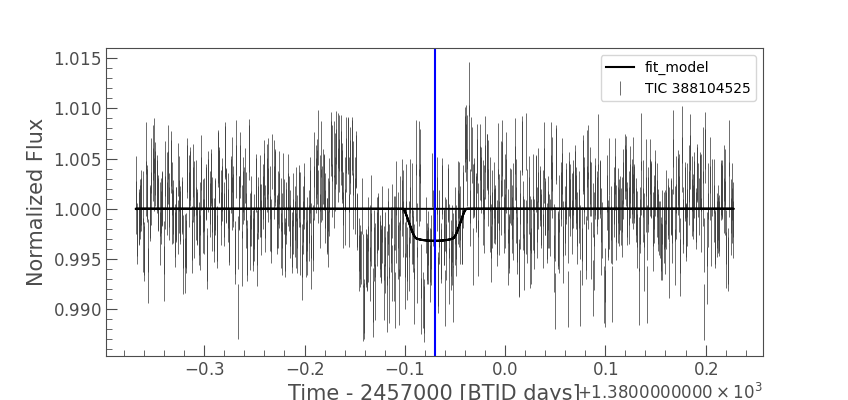 1.015
1.010
1.005
1.000
0.995
0.990
Normalized Flux
fit_model
TIC 388104525
−0.3
−0.2
−0.1
0.0
0.1
0.2
Time - 2457000 [BTJD days]
+1.3800000000 × 10³